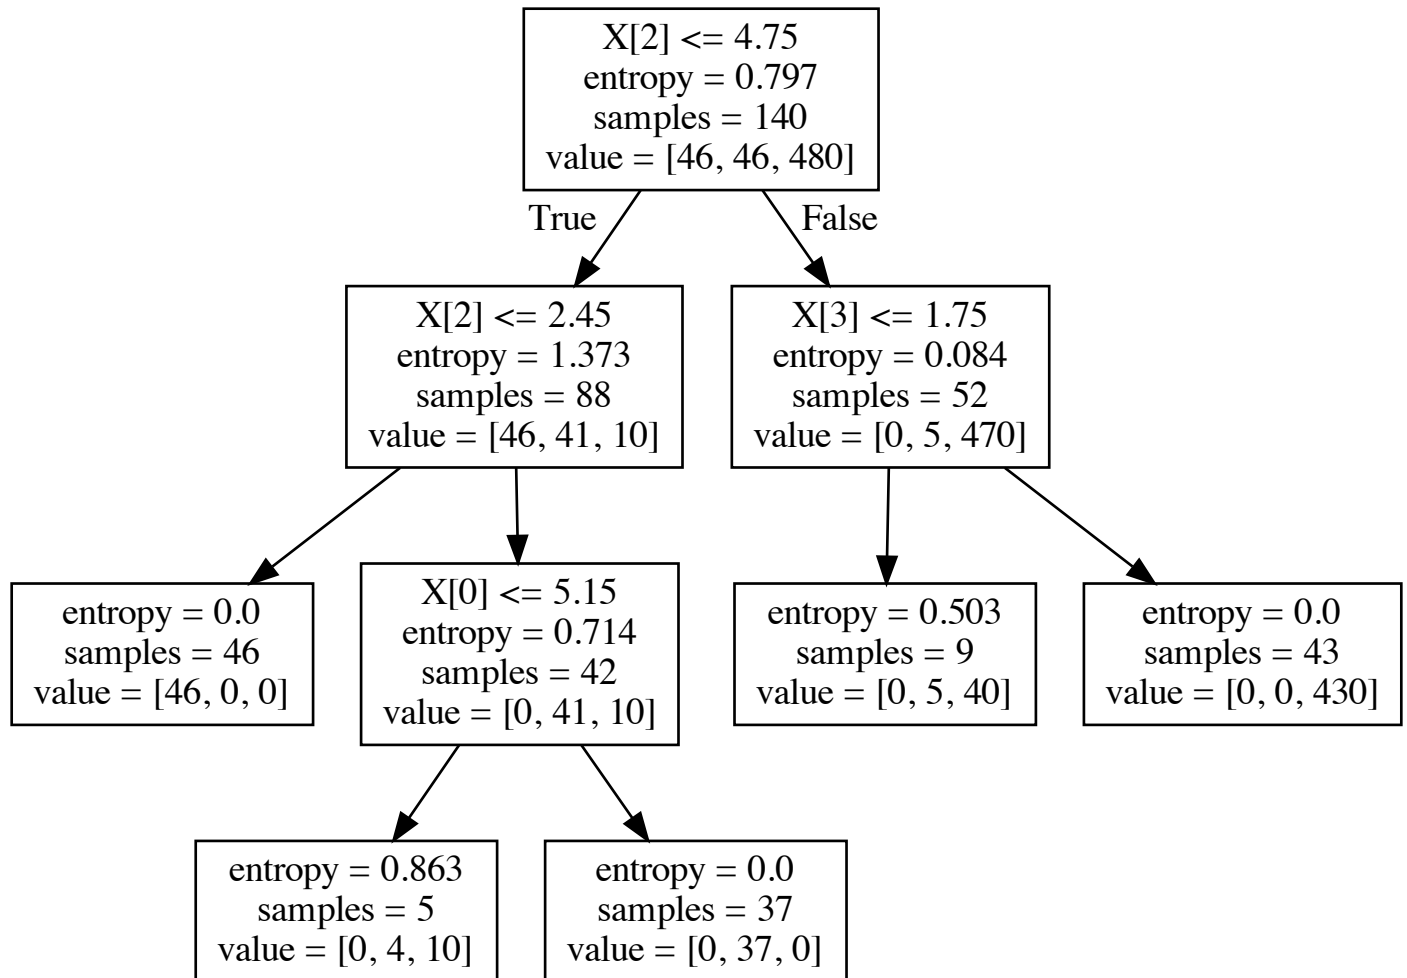 X[2] <= 4.75
entropy = 0.797
samples = 140
value = [46, 46, 480]
True
False
X[2] <= 2.45
entropy = 1.373
samples = 88
value = [46, 41, 10]
X[3] <= 1.75
entropy = 0.084
samples = 52
value = [0, 5, 470]
entropy = 0.0
samples = 46
value = [46, 0, 0]
X[0] <= 5.15
entropy = 0.714
samples = 42
value = [0, 41, 10]
entropy = 0.503
samples = 9
value = [0, 5, 40]
entropy = 0.0
samples = 43
value = [0, 0, 430]
entropy = 0.863
samples = 5
value = [0, 4, 10]
entropy = 0.0
samples = 37
value = [0, 37, 0]